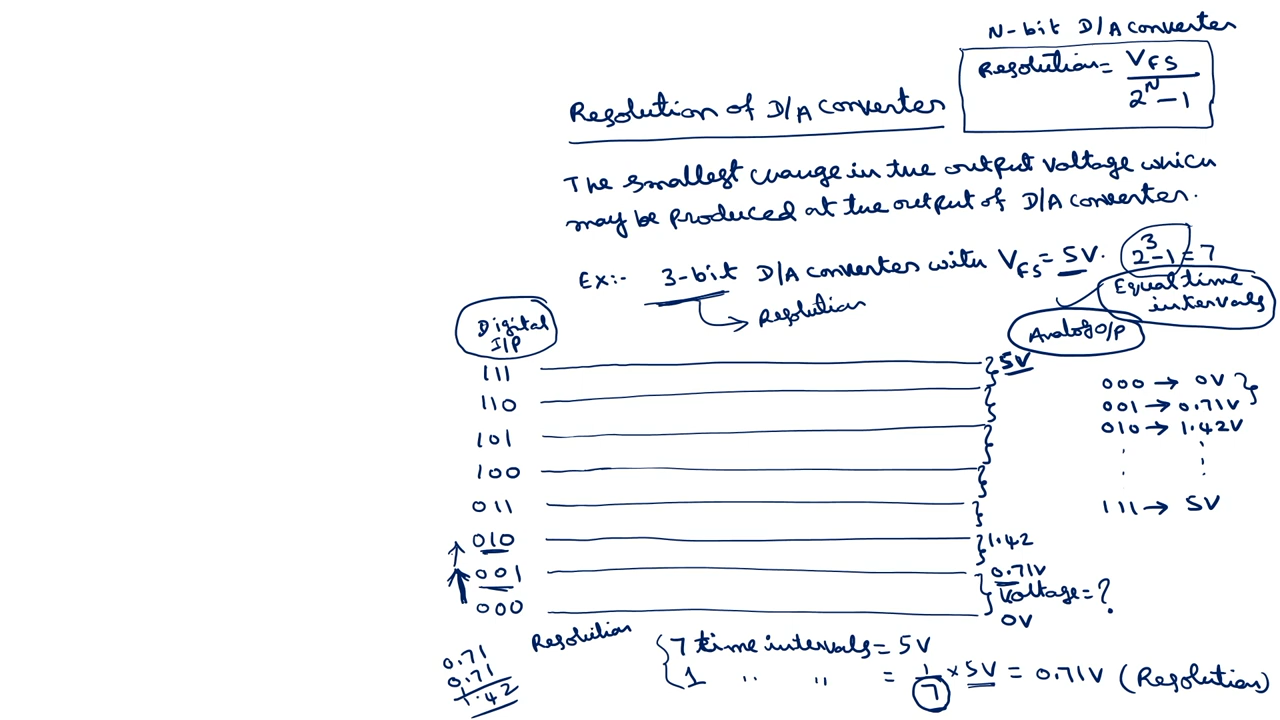 N-bit D/A converter
Resolution = VFS / 2^N - 1
Resolution of D/A converter
The smallest change in the output voltage which
may be produced at the output of D/A converter.
Ex:- 3-bit D/A converter with VFS = 5V. 2^3 - 1 = 7
Resolution
Equal time
intervals
Digital
I/P
Analog O/P
111 5V
110
101
100
011
010 1.42
001 0.71V
Voltage = ?
000 0V
000 → 0V
001 → 0.71V
010 → 1.42V
: :
: :
111 → 5V
Resolution
7 time intervals = 5V
1 " " = 1/7 × 5V = 0.71V (Resolution)
0.71
0.71
1.42